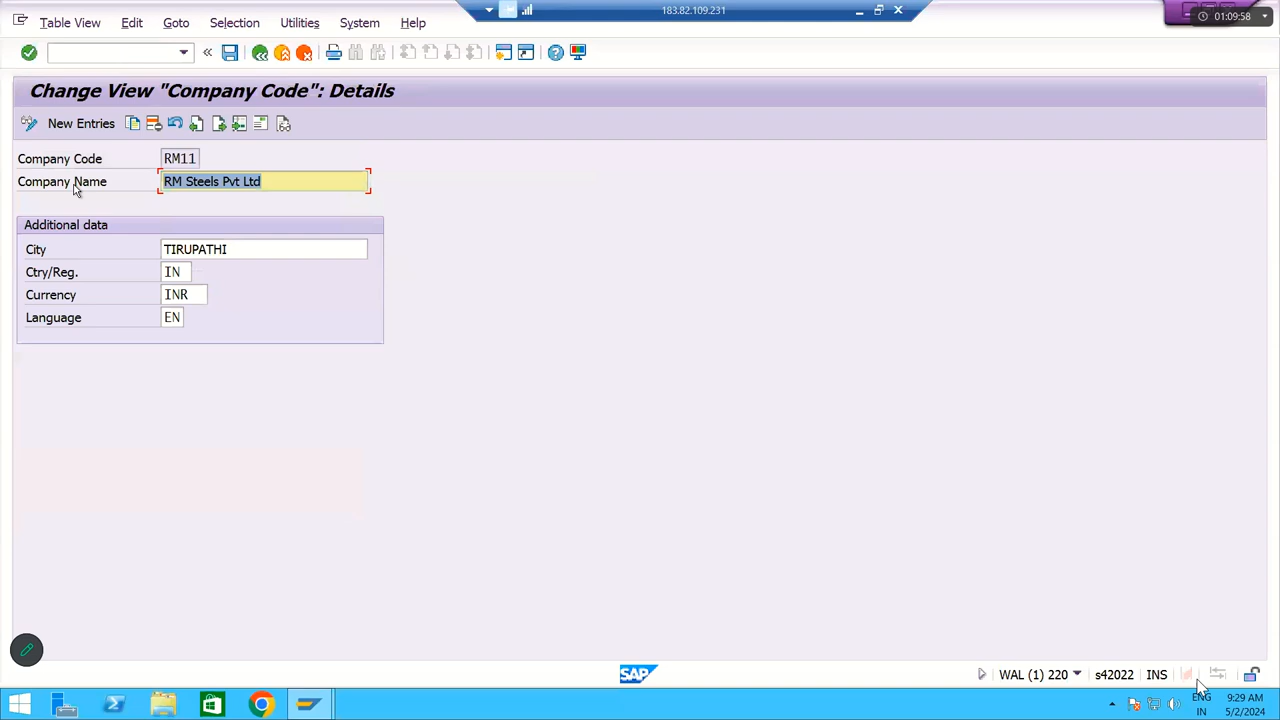 183.82.109.231
01:09:58
Table View Edit Goto Selection Utilities System Help
Change View "Company Code": Details
New Entries
Company Code RM11
Company Name RM Steels Pvt Ltd
Additional data
City TIRUPATHI
Ctry/Reg. IN
Currency INR
Language EN
SAP
WAL (1) 220 s42022 INS
ENG 9:29 AM
IN 5/2/2024